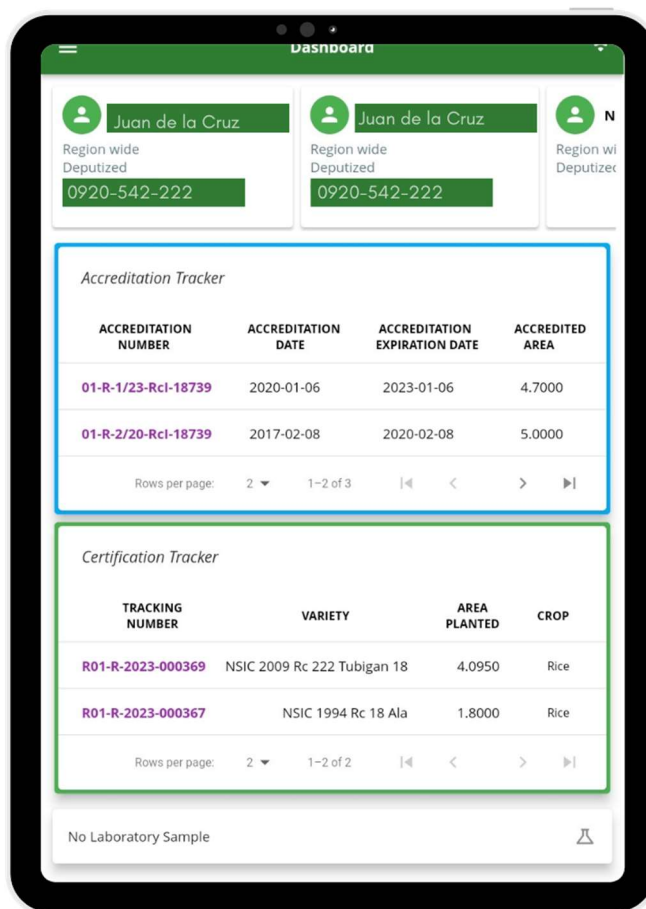 Dashboard
Juan de la Cruz
Region wide
Deputized
0920-542-222
Juan de la Cruz
Region wide
Deputized
0920-542-222
N
Region wi
Deputized
Accreditation Tracker
ACCREDITATION NUMBER ACCREDITATION DATE ACCREDITATION EXPIRATION DATE ACCREDITED AREA
01-R-1/23-RcI-18739 2020-01-06 2023-01-06 4.7000
01-R-2/20-RcI-18739 2017-02-08 2020-02-08 5.0000
Rows per page: 2 1–2 of 3
Certification Tracker
TRACKING NUMBER VARIETY AREA PLANTED CROP
R01-R-2023-000369 NSIC 2009 Rc 222 Tubigan 18 4.0950 Rice
R01-R-2023-000367 NSIC 1994 Rc 18 Ala 1.8000 Rice
Rows per page: 2 1–2 of 2
No Laboratory Sample